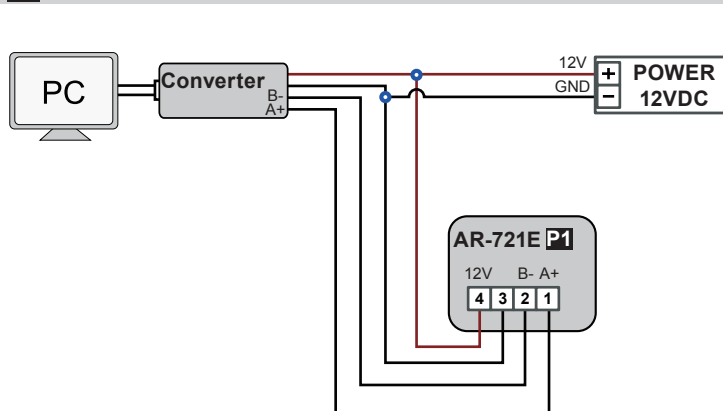 12V
PC
Converter
+ POWER
GND
B-
- 12VDC
A+
AR-721E P1
12V B- A+
4 3 2 1